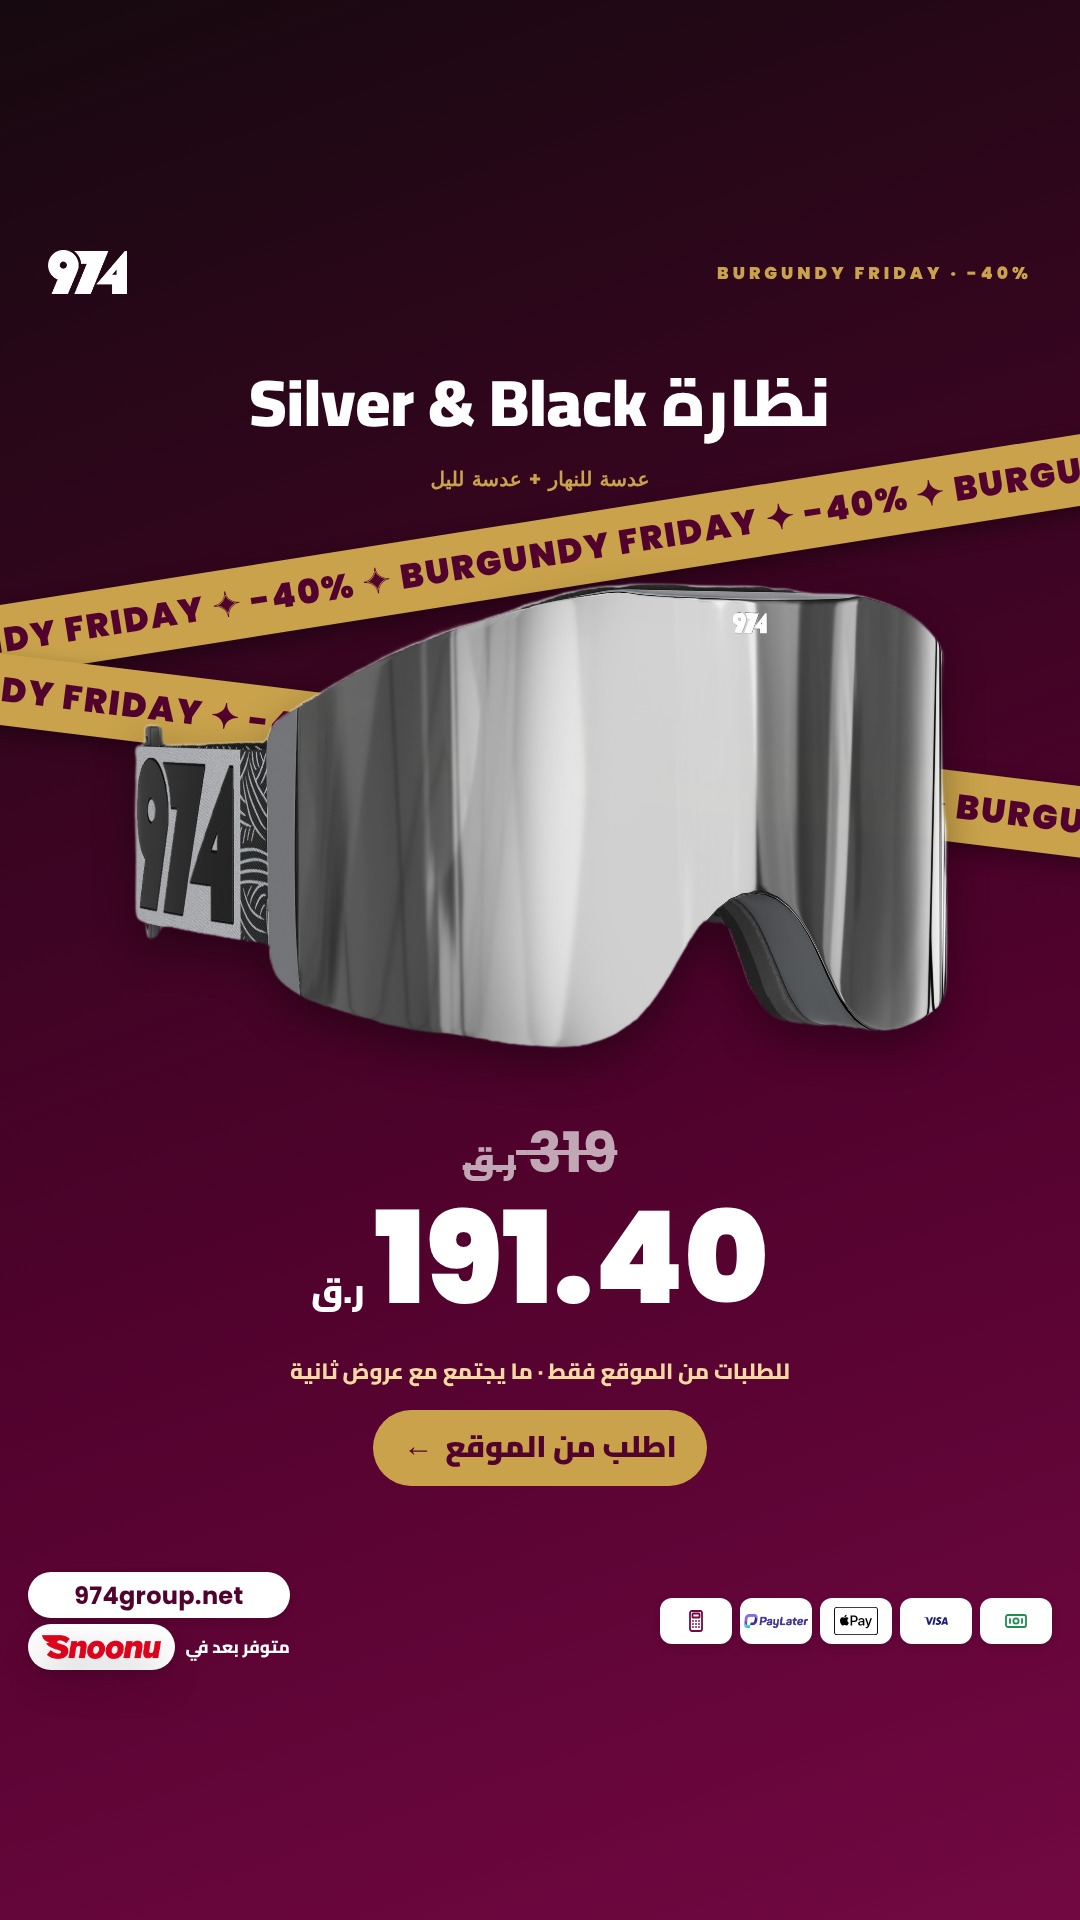 974
BURGUNDY FRIDAY · -40%
نظارة Silver & Black
عدسة للنهار + عدسة لليل
DY FRIDAY ✦ -40% ✦ BURGUNDY FRIDAY ✦ -40% ✦ BURGU
DY FRIDAY ✦ -4
BURGU
974
974
319 ر.ق
191.40 ر.ق
للطلبات من الموقع فقط · ما يجتمع مع عروض ثانية
اطلب من الموقع ←
974group.net
متوفر بعد في Snoonu
PayLater
Pay
VISA